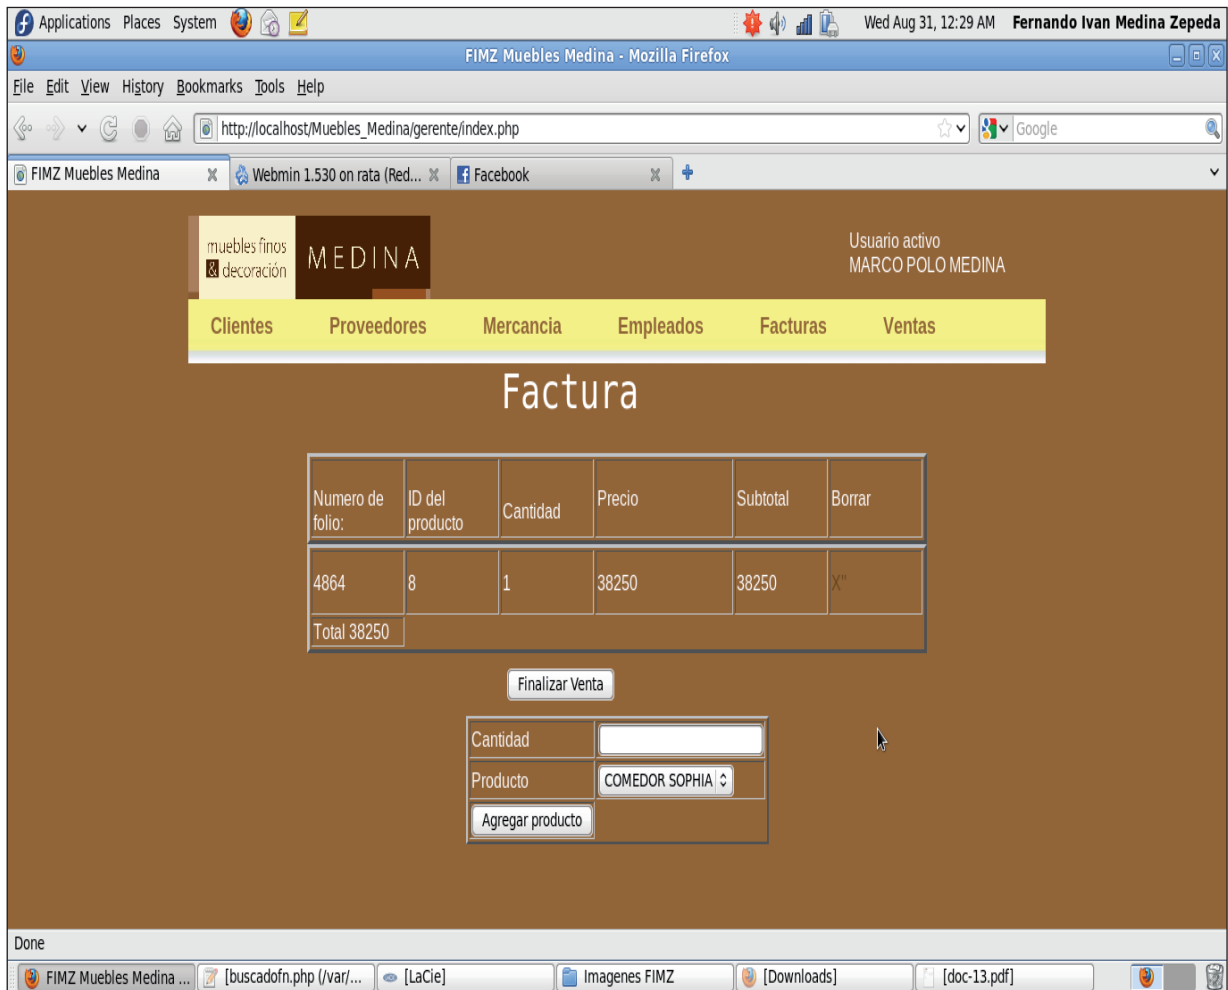 Applications Places System Wed Aug 31, 12:29 AM Fernando Ivan Medina Zepeda
FIMZ Muebles Medina - Mozilla Firefox
File Edit View History Bookmarks Tools Help
http://localhost/Muebles_Medina/gerente/index.php Google
FIMZ Muebles Medina Webmin 1.530 on rata (Red... Facebook
muebles finos
& decoración
MEDINA
Usuario activo
MARCO POLO MEDINA
Clientes Proveedores Mercancia Empleados Facturas Ventas
Factura
Numero de folio: ID del producto Cantidad Precio Subtotal Borrar
4864 8 1 38250 38250 X"
Total 38250
Finalizar Venta
Cantidad
Producto COMEDOR SOPHIA
Agregar producto
Done
FIMZ Muebles Medina ... [buscadofn.php (/var/... [LaCie] Imagenes FIMZ [Downloads] [doc-13.pdf]